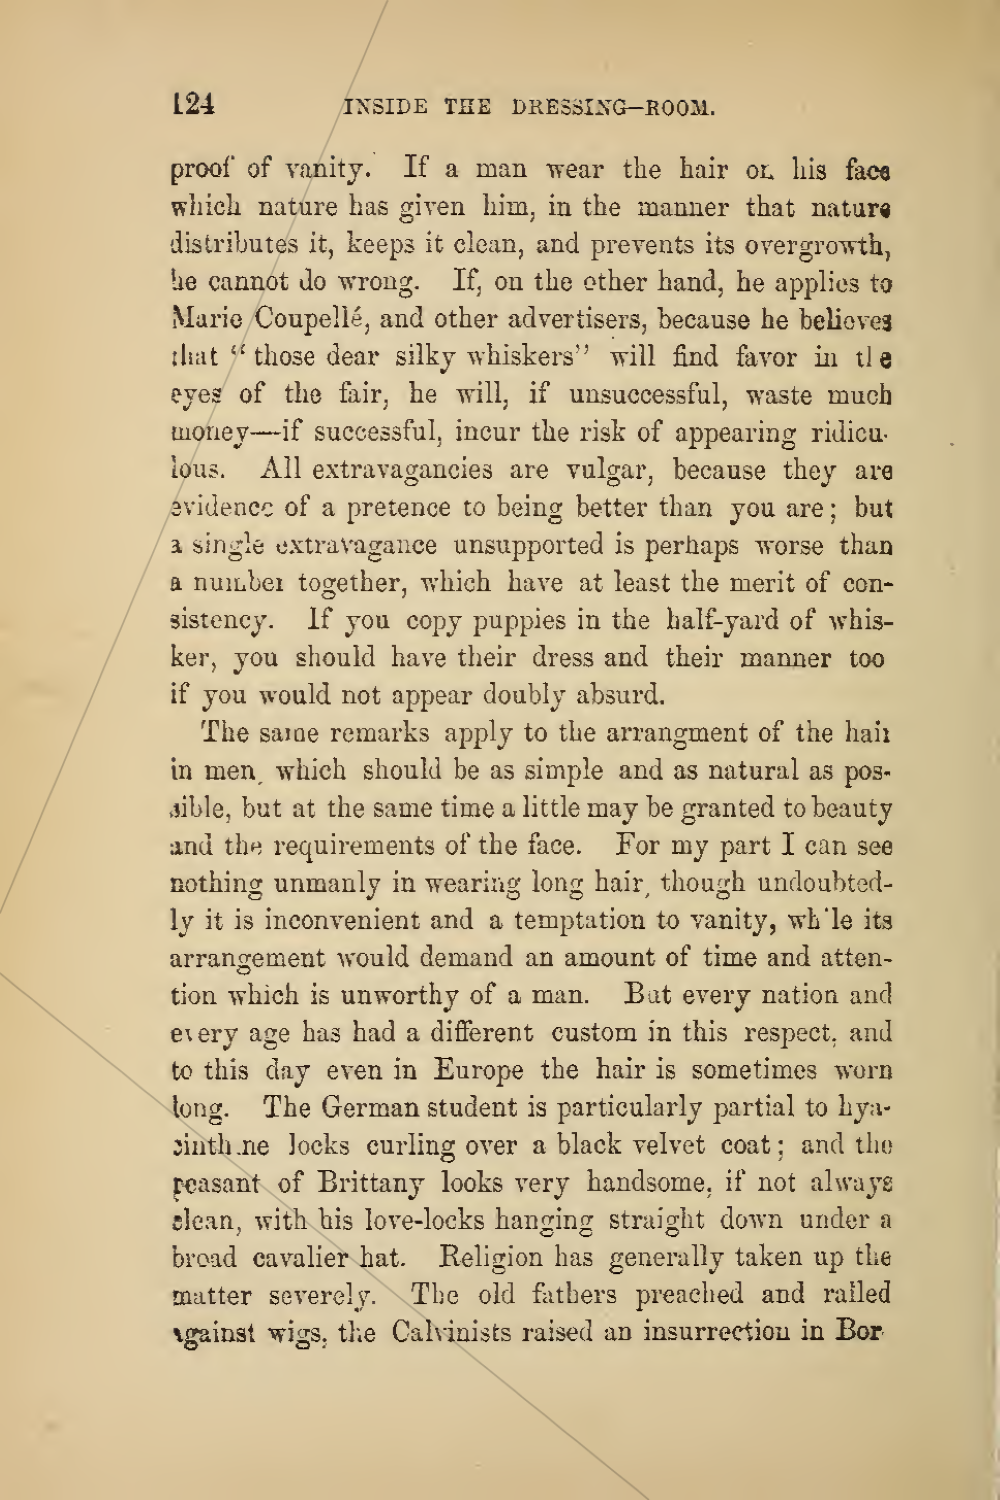 124 INSIDE THE DRESSING-ROOM.
proof of vanity. If a man wear the hair on his face
which nature has given him, in the manner that nature
distributes it, keeps it clean, and prevents its overgrowth,
he cannot do wrong. If, on the other hand, he applies to
Marie Coupellé, and other advertisers, because he believes
that “those dear silky whiskers” will find favor in the
eyes of the fair, he will, if unsuccessful, waste much
money—if successful, incur the risk of appearing ridicu-
lous. All extravagancies are vulgar, because they are
evidence of a pretence to being better than you are; but
a single extravagance unsupported is perhaps worse than
a number together, which have at least the merit of con-
sistency. If you copy puppies in the half-yard of whis-
ker, you should have their dress and their manner too
if you would not appear doubly absurd.
The same remarks apply to the arrangment of the hair
in men, which should be as simple and as natural as pos-
sible, but at the same time a little may be granted to beauty
and the requirements of the face. For my part I can see
nothing unmanly in wearing long hair, though undoubted-
ly it is inconvenient and a temptation to vanity, while its
arrangement would demand an amount of time and atten-
tion which is unworthy of a man. But every nation and
every age has had a different custom in this respect, and
to this day even in Europe the hair is sometimes worn
long. The German student is particularly partial to hya-
cinthine locks curling over a black velvet coat; and the
peasant of Brittany looks very handsome, if not always
clean, with his love-locks hanging straight down under a
broad cavalier hat. Religion has generally taken up the
matter severely. The old fathers preached and railed
against wigs, the Calvinists raised an insurrection in Bor